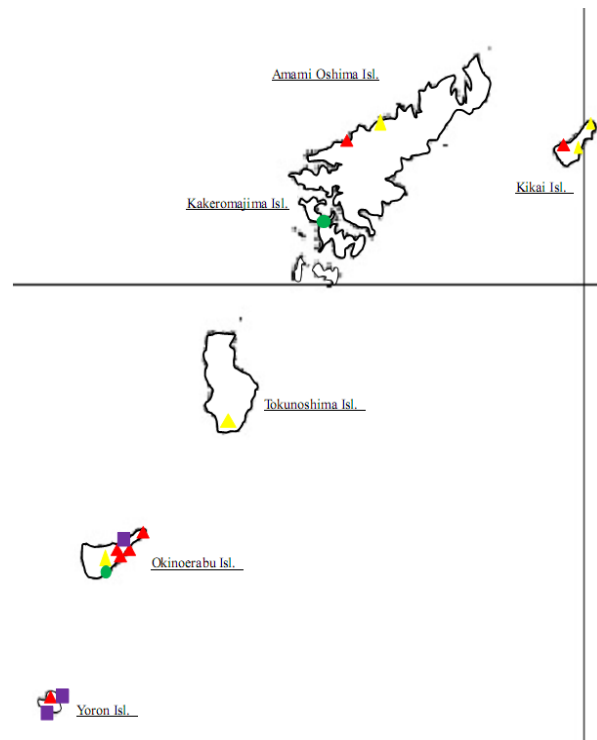 Amami Oshima Isl.
Kikai Isl.
Kakeromajima Isl.
Tokunoshima Isl.
Okinoerabu Isl.
Yoron Isl.